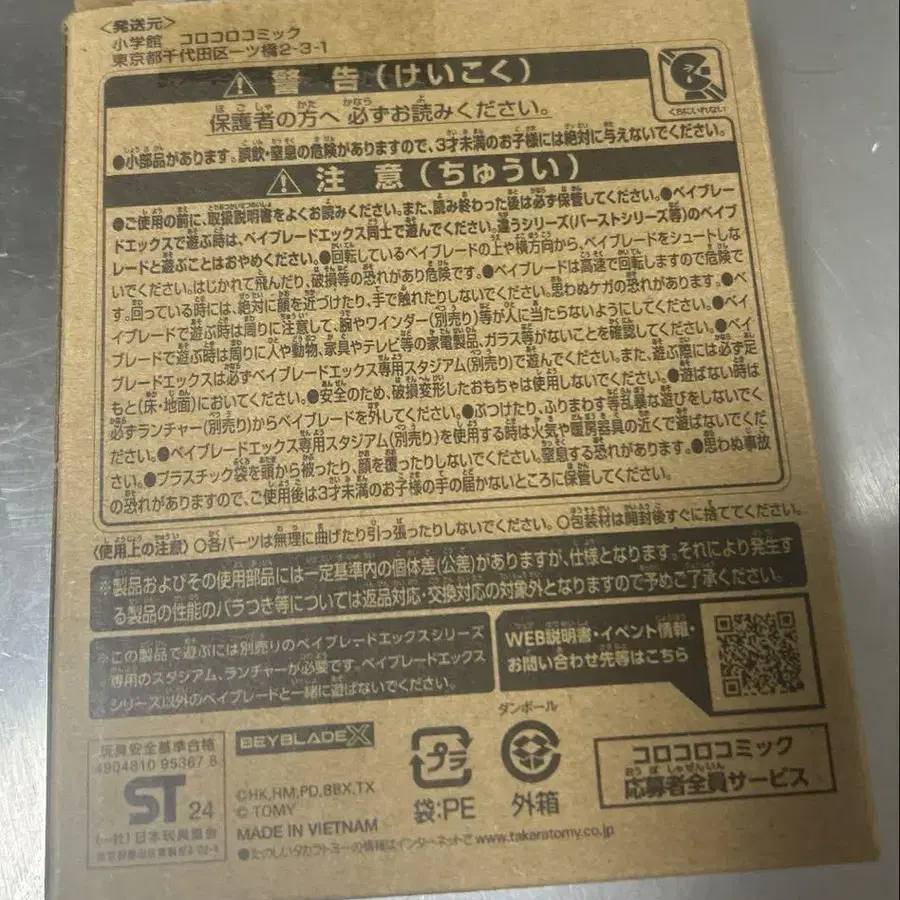 ＜発送元＞
小学館　コロコロコミック
東京都千代田区一ツ橋2-3-1
警告（けいこく）
くちにいれない
保護者の方へ 必ずお読みください。
●小部品があります。誤飲・窒息の危険がありますので、3才未満のお子様には絶対に与えないでください。
注意（ちゅうい）
●ご使用の前に、取扱説明書をよくお読みください。また、読み終わった後は必ず保管してください。●ベイブレー
ドエックスで遊ぶ時は、ベイブレードエックス同士で遊んでください。違うシリーズ(バーストシリーズ等)のベイブ
レードと遊ぶことはおやめください。●回転しているベイブレードの上や横方向から、ベイブレードをシュートしな
いでください。はじかれて飛んだり、破損等の恐れがあり危険です。●ベイブレードは高速で回転しますので危険で
す。回っている時には、絶対に顔を近づけたり、手で触れたりしないでください。思わぬケガの恐れがあります。●ベ
イブレードで遊ぶ時は周りに注意して、腕やワインダー(別売り)等が人に当たらないようにしてください。●ベイ
ブレードで遊ぶ時は周りに人や動物、家具やテレビ等の家電製品、ガラス等がないことを確認してください。●ベイ
ブレードエックスは必ずベイブレードエックス専用スタジアム(別売り)で遊んでください。また、遊ぶ際には必ず足
もと(床・地面)においてください。●安全のため、破損変形したおもちゃは使用しないでください。●遊ばない時は
必ずランチャー(別売り)からベイブレードを外してください。●ぶつけたり、ふりまわす等乱暴な遊びをしないでく
ださい。●ベイブレードエックス専用スタジアム(別売り)を使用する時は火気や暖房器具の近くで遊ばないでくだ
さい。●プラスチック袋を頭から被ったり、顔を覆ったりしないでください。窒息する恐れがあります。●思わぬ事故
の恐れがありますので、ご使用後は3才未満のお子様の手の届かないところに保管してください。
〈使用上の注意〉○各パーツは無理に曲げたり引っ張ったりしないでください。○包装材は開封後すぐに捨ててください。
※製品およびその使用部品には一定基準内の個体差(公差)がありますが、仕様となります。それにより発生す
る製品の性能のバラつき等については返品対応・交換対応の対象外となりますので予めご了承ください。
※この製品で遊ぶには別売りのベイブレードエックスシリーズ
専用のスタジアム、ランチャーが必要です。ベイブレードエックス
シリーズ以外のベイブレードと一緒に遊ばないでください。
WEB説明書・イベント情報・
お問い合わせ先等はこちら
玩具安全基準合格
4904810 95367 8
ST 24
(一社)日本玩具協会
BEYBLADE X
©HK,HM,PD,BBX,TX
© TOMY
MADE IN VIETNAM
●たのしいタカラトミーの情報はインターネットで www.takaratomy.co.jp
プラ
袋:PE
ダンボール
外箱
コロコロコミック
応募者全員サービス